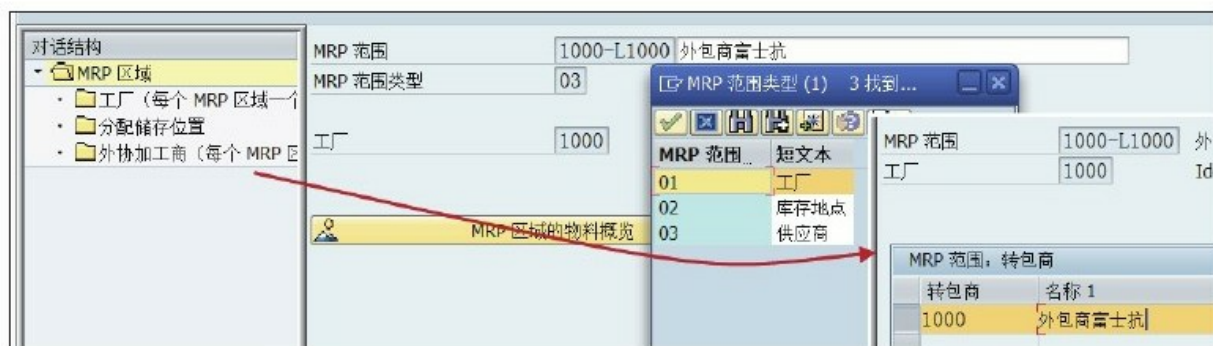 对话结构
MRP 区域
工厂（每个 MRP 区域一个
分配储存位置
外协加工商（每个 MRP 区
MRP 范围 1000-L1000 外包商富士抗
MRP 范围类型 03
工厂 1000
MRP 区域的物料概览
MRP 范围类型 (1) 3 找到...
MRP 范围 短文本
01 工厂
02 库存地点
03 供应商
MRP 范围 1000-L1000 外
工厂 1000 Id
MRP 范围: 转包商
转包商 名称 1
1000 外包商富士抗